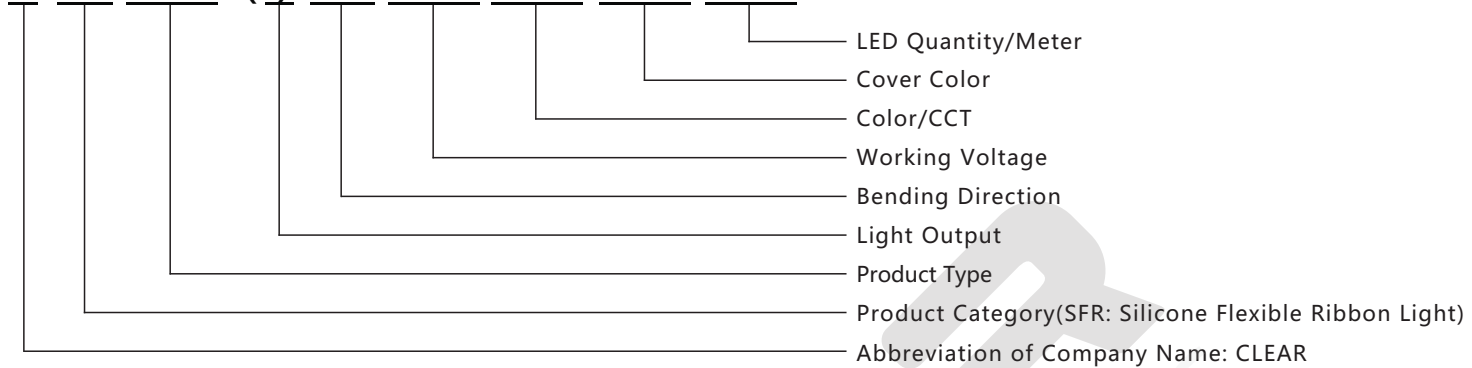 LED Quantity/Meter
Cover Color
Color/CCT
Working Voltage
Bending Direction
Light Output
Product Type
Product Category(SFR: Silicone Flexible Ribbon Light)
Abbreviation of Company Name: CLEAR